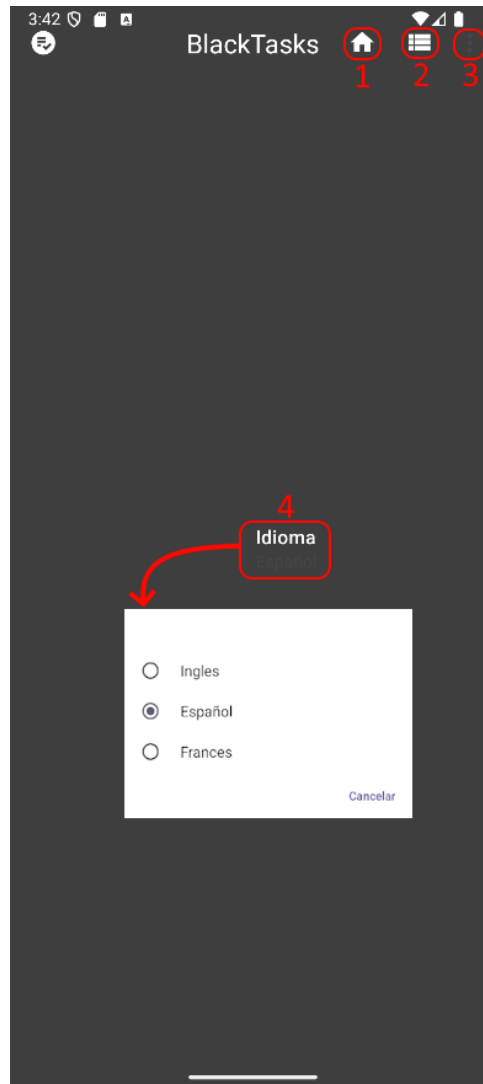 3:42
BlackTasks
1 2 3
4
Idioma
Español
Ingles
Español
Frances
Cancelar